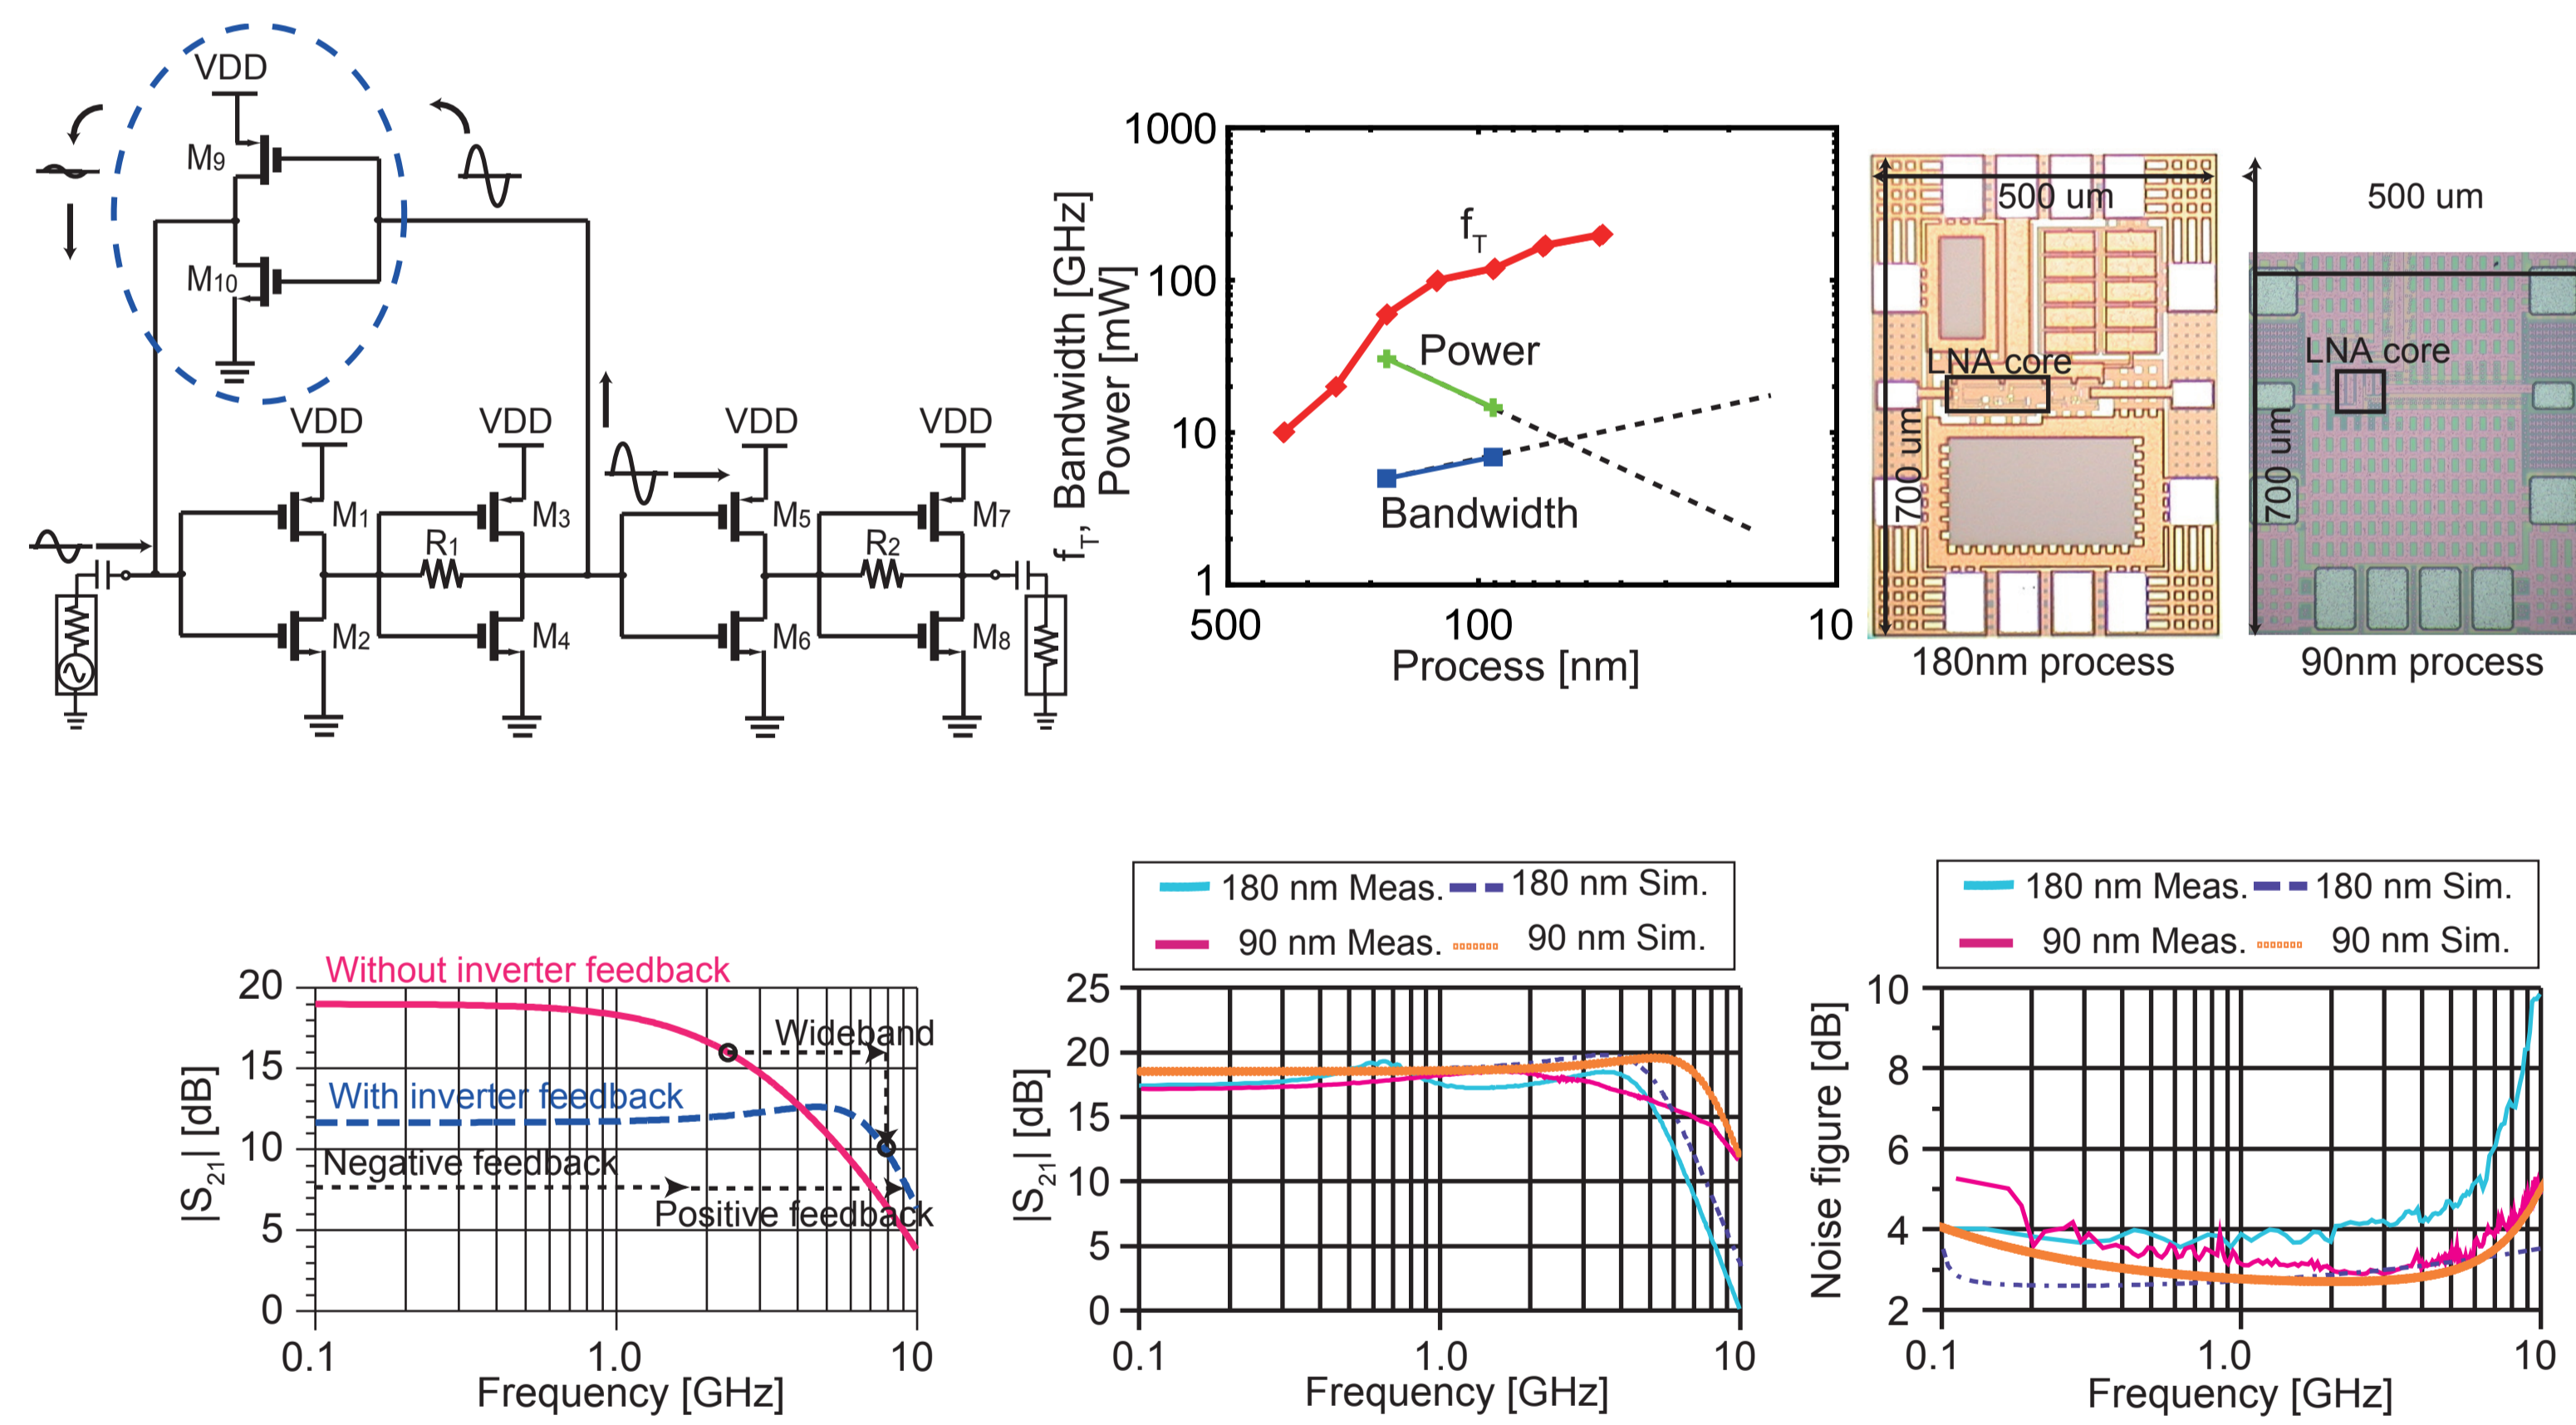 VDD
M9
M10
VDD
VDD
VDD
VDD
M1
M3
M5
M7
R1
R2
M2
M4
M6
M8
fT, Bandwidth [GHz]
Power [mW]
1000
100
10
1
fT
Power
Bandwidth
500
100
10
Process [nm]
500 um
LNA core
700 um
180nm process
500 um
LNA core
700 um
90nm process
|S21| [dB]
20
15
10
5
0
Without inverter feedback
Wideband
With inverter feedback
Negative feedback
Positive feedback
0.1
1.0
10
Frequency [GHz]
180 nm Meas.
180 nm Sim.
90 nm Meas.
90 nm Sim.
|S21| [dB]
25
20
15
10
5
0
0.1
1.0
10
Frequency [GHz]
180 nm Meas.
180 nm Sim.
90 nm Meas.
90 nm Sim.
Noise figure [dB]
10
8
6
4
2
0.1
1.0
10
Frequency [GHz]